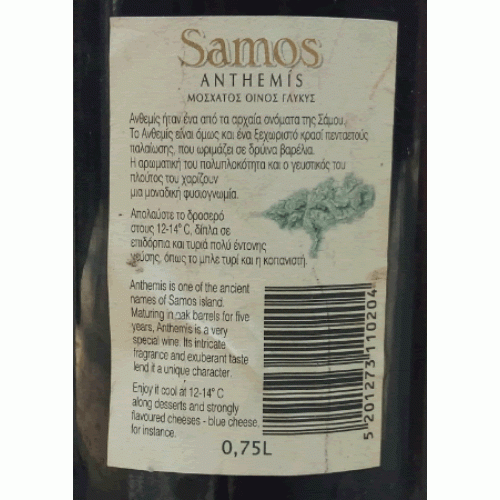 Samos
ANTHEMÍS
ΜΟΣΧΑΤΟΣ ΟΙΝΟΣ ΓΛΥΚΥΣ
Ανθεμίς ήταν ένα από τα αρχαία ονόματα της Σάμου.
Το Ανθεμίς είναι όμως και ένα ξεχωριστό κρασί πενταετούς
παλαίωσης, που ωριμάζει σε δρύινα βαρέλια.
Η αρωματική του πολυπλοκότητα και ο γευστικός του
πλούτος του χαρίζουν
μια μοναδική φυσιογνωμία.
Απολαύστε το δροσερό
στους 12-14° C, δίπλα σε
επιδόρπια και τυριά πολύ έντονης
γεύσης, όπως το μπλε τυρί και η κοπανιστή.
Anthemis is one of the ancient
names of Samos island.
Maturing in oak barrels for five
years, Anthemis is a very
special wine. Its intricate
fragrance and exuberant taste
lend it a unique character.
Enjoy it cool at 12-14° C
along desserts and strongly
flavoured cheeses - blue cheese,
for instance.
0,75L
5 201273 110204